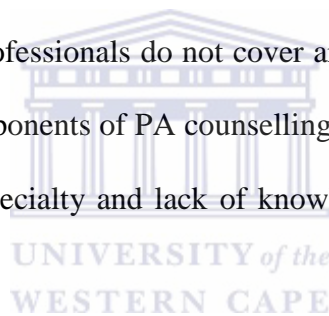 ofessionals do not cover a
ponents of PA counselling
ecialty and lack of know
UNIVERSITY of the
WESTERN CAPE